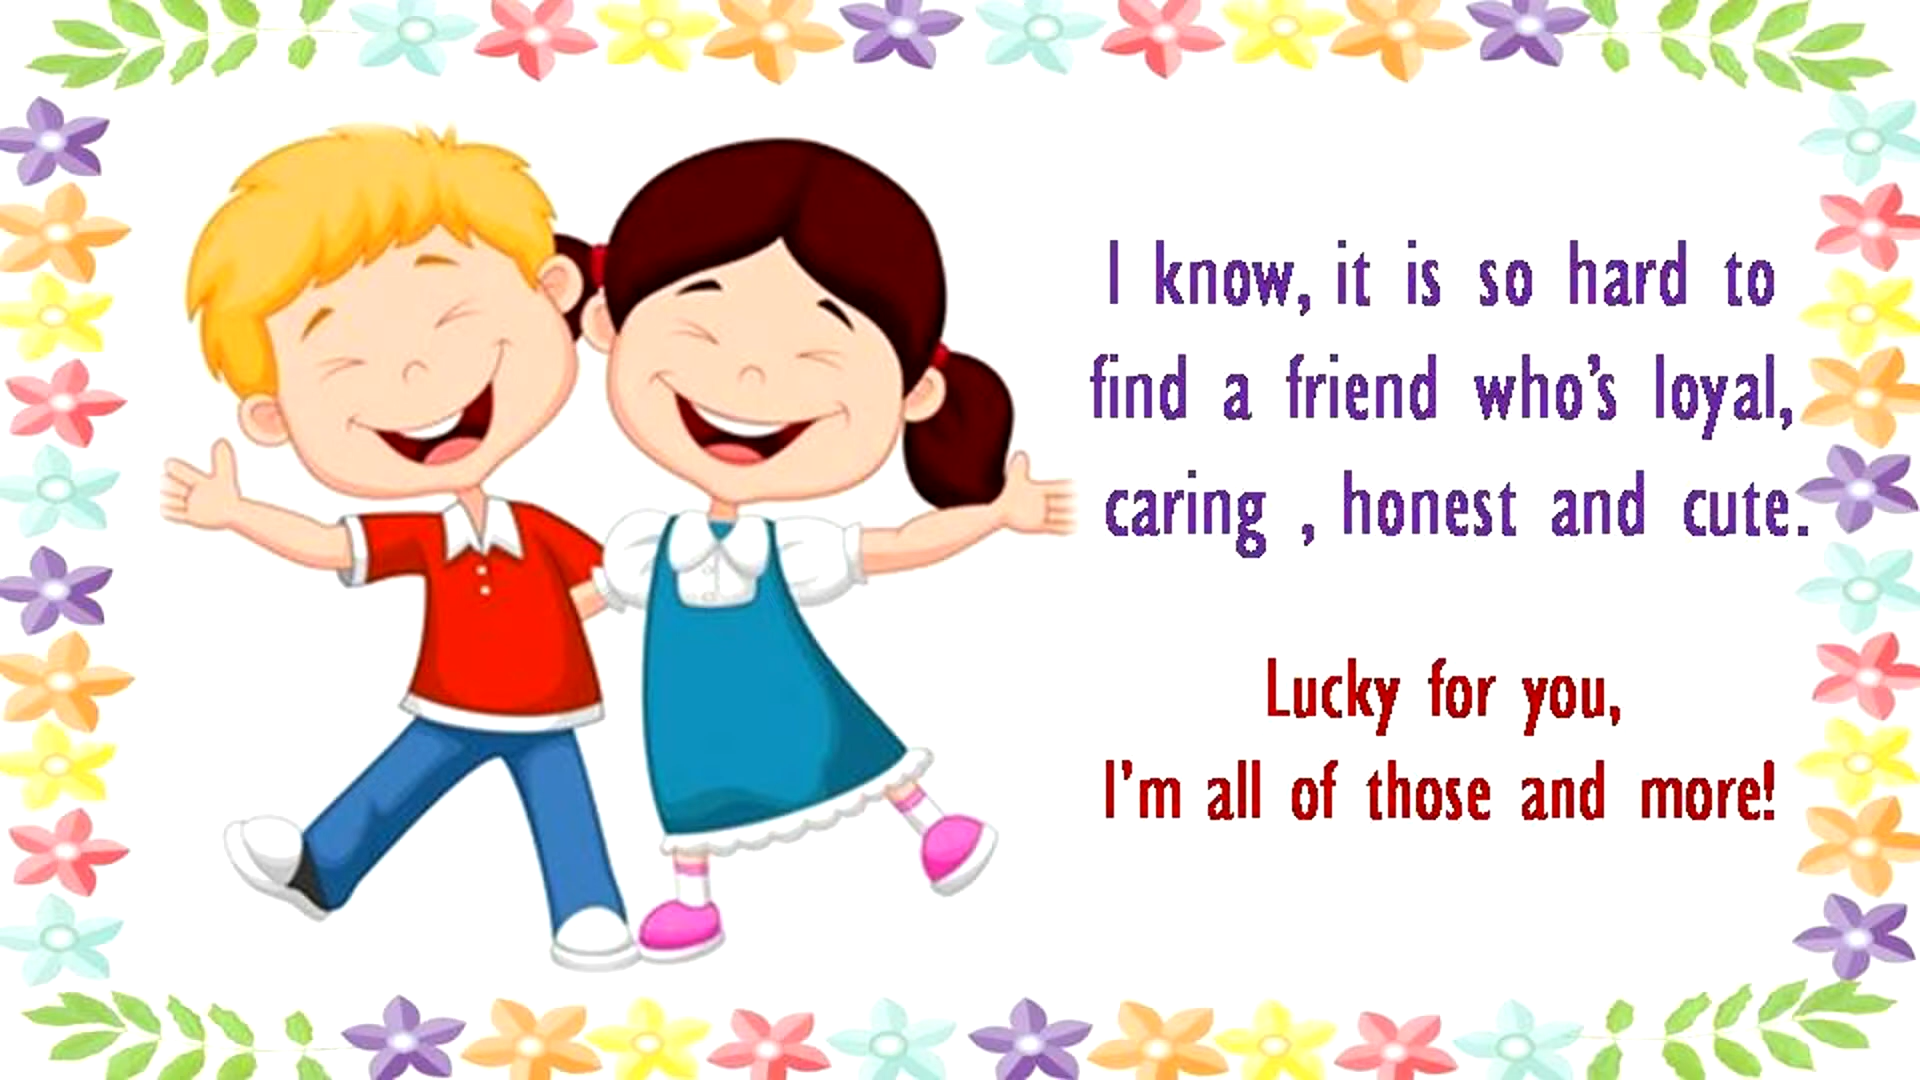 I know, it is so hard to
find a friend who's loyal,
caring , honest and cute.
Lucky for you,
I'm all of those and more!